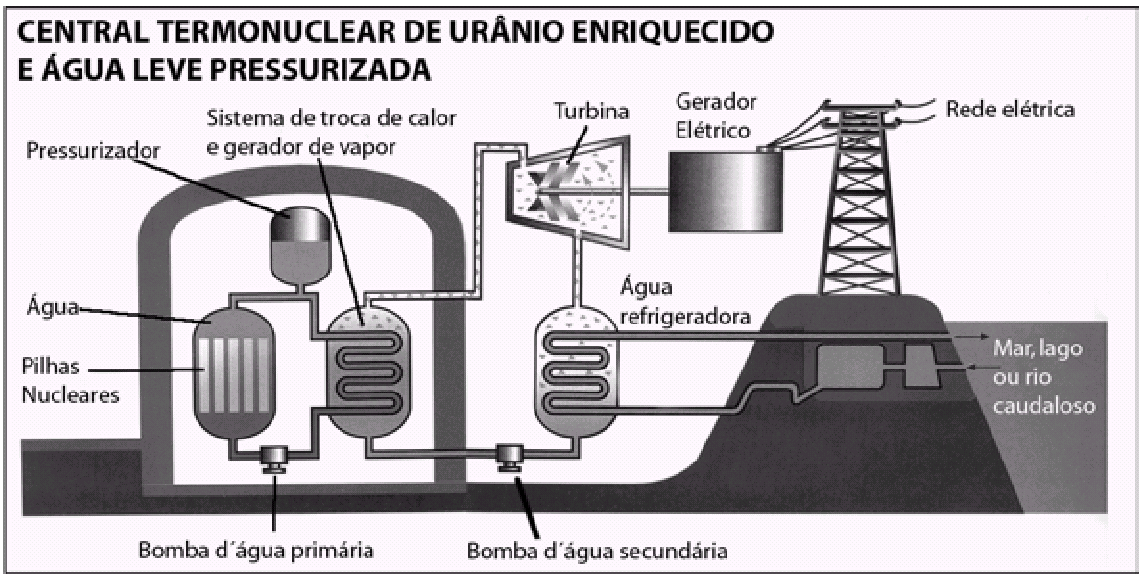 CENTRAL TERMONUCLEAR DE URÂNIO ENRIQUECIDO
E ÁGUA LEVE PRESSURIZADA
Pressurizador
Sistema de troca de calor
e gerador de vapor
Turbina
Gerador
Elétrico
Rede elétrica
Água
Pilhas
Nucleares
Água
refrigeradora
Mar, lago
ou rio
caudaloso
Bomba d´água primária
Bomba d´água secundária